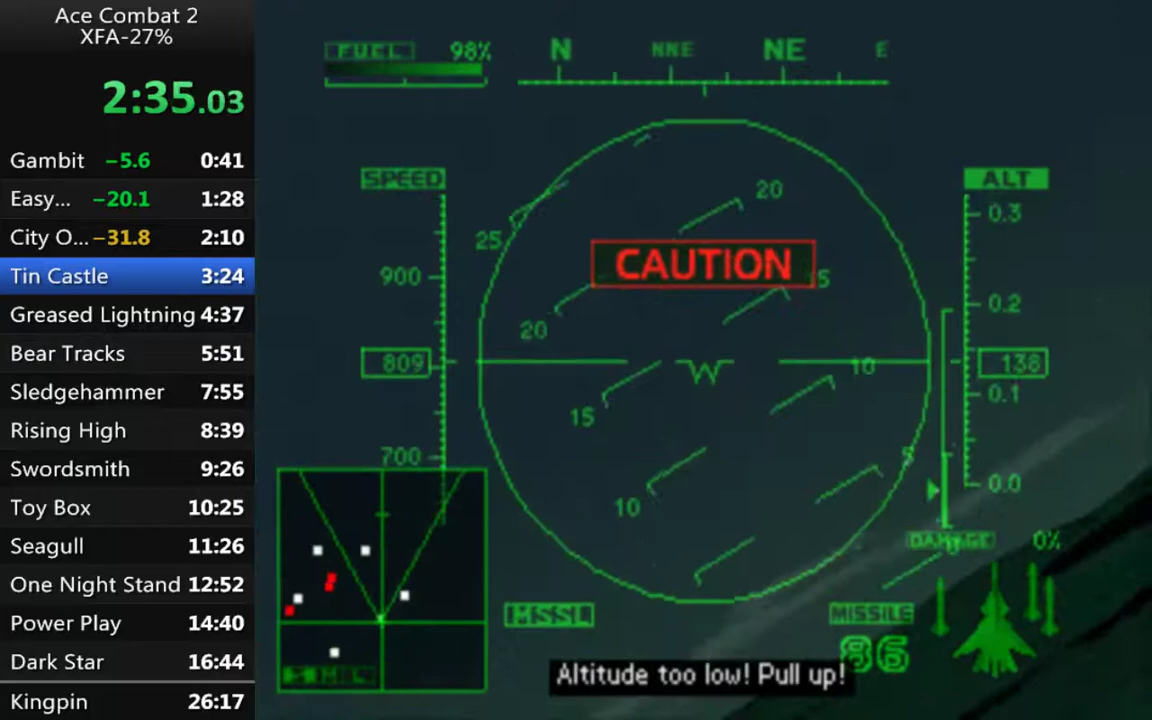 Ace Combat 2
XFA-27%
2:35.03
Gambit -5.6 0:41
Easy... -20.1 1:28
City O... -31.8 2:10
Tin Castle 3:24
Greased Lightning 4:37
Bear Tracks 5:51
Sledgehammer 7:55
Rising High 8:39
Swordsmith 9:26
Toy Box 10:25
Seagull 11:26
One Night Stand 12:52
Power Play 14:40
Dark Star 16:44
Kingpin 26:17
FUEL 98%
N NNE NE E
SPEED
900
809
700
ALT
0.3
0.2
138
0.1
0.0
20
25
CAUTION
20
10
15
5
10
DAMAGE 0%
MISSILE
86
Altitude too low! Pull up!